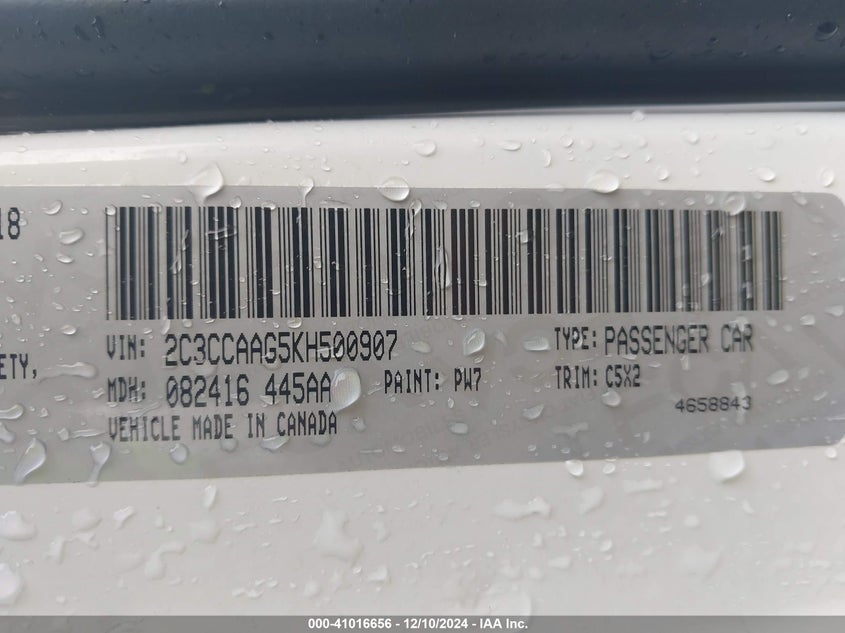 18
VIN: 2C3CCAAG5KH500907 TYPE: PASSENGER CAR
ETY,
MDH: 082416 445AA PAINT: PW7 TRIM: C5X2
4658843
VEHICLE MADE IN CANADA
000-41016656 - 12/10/2024 - IAA Inc.